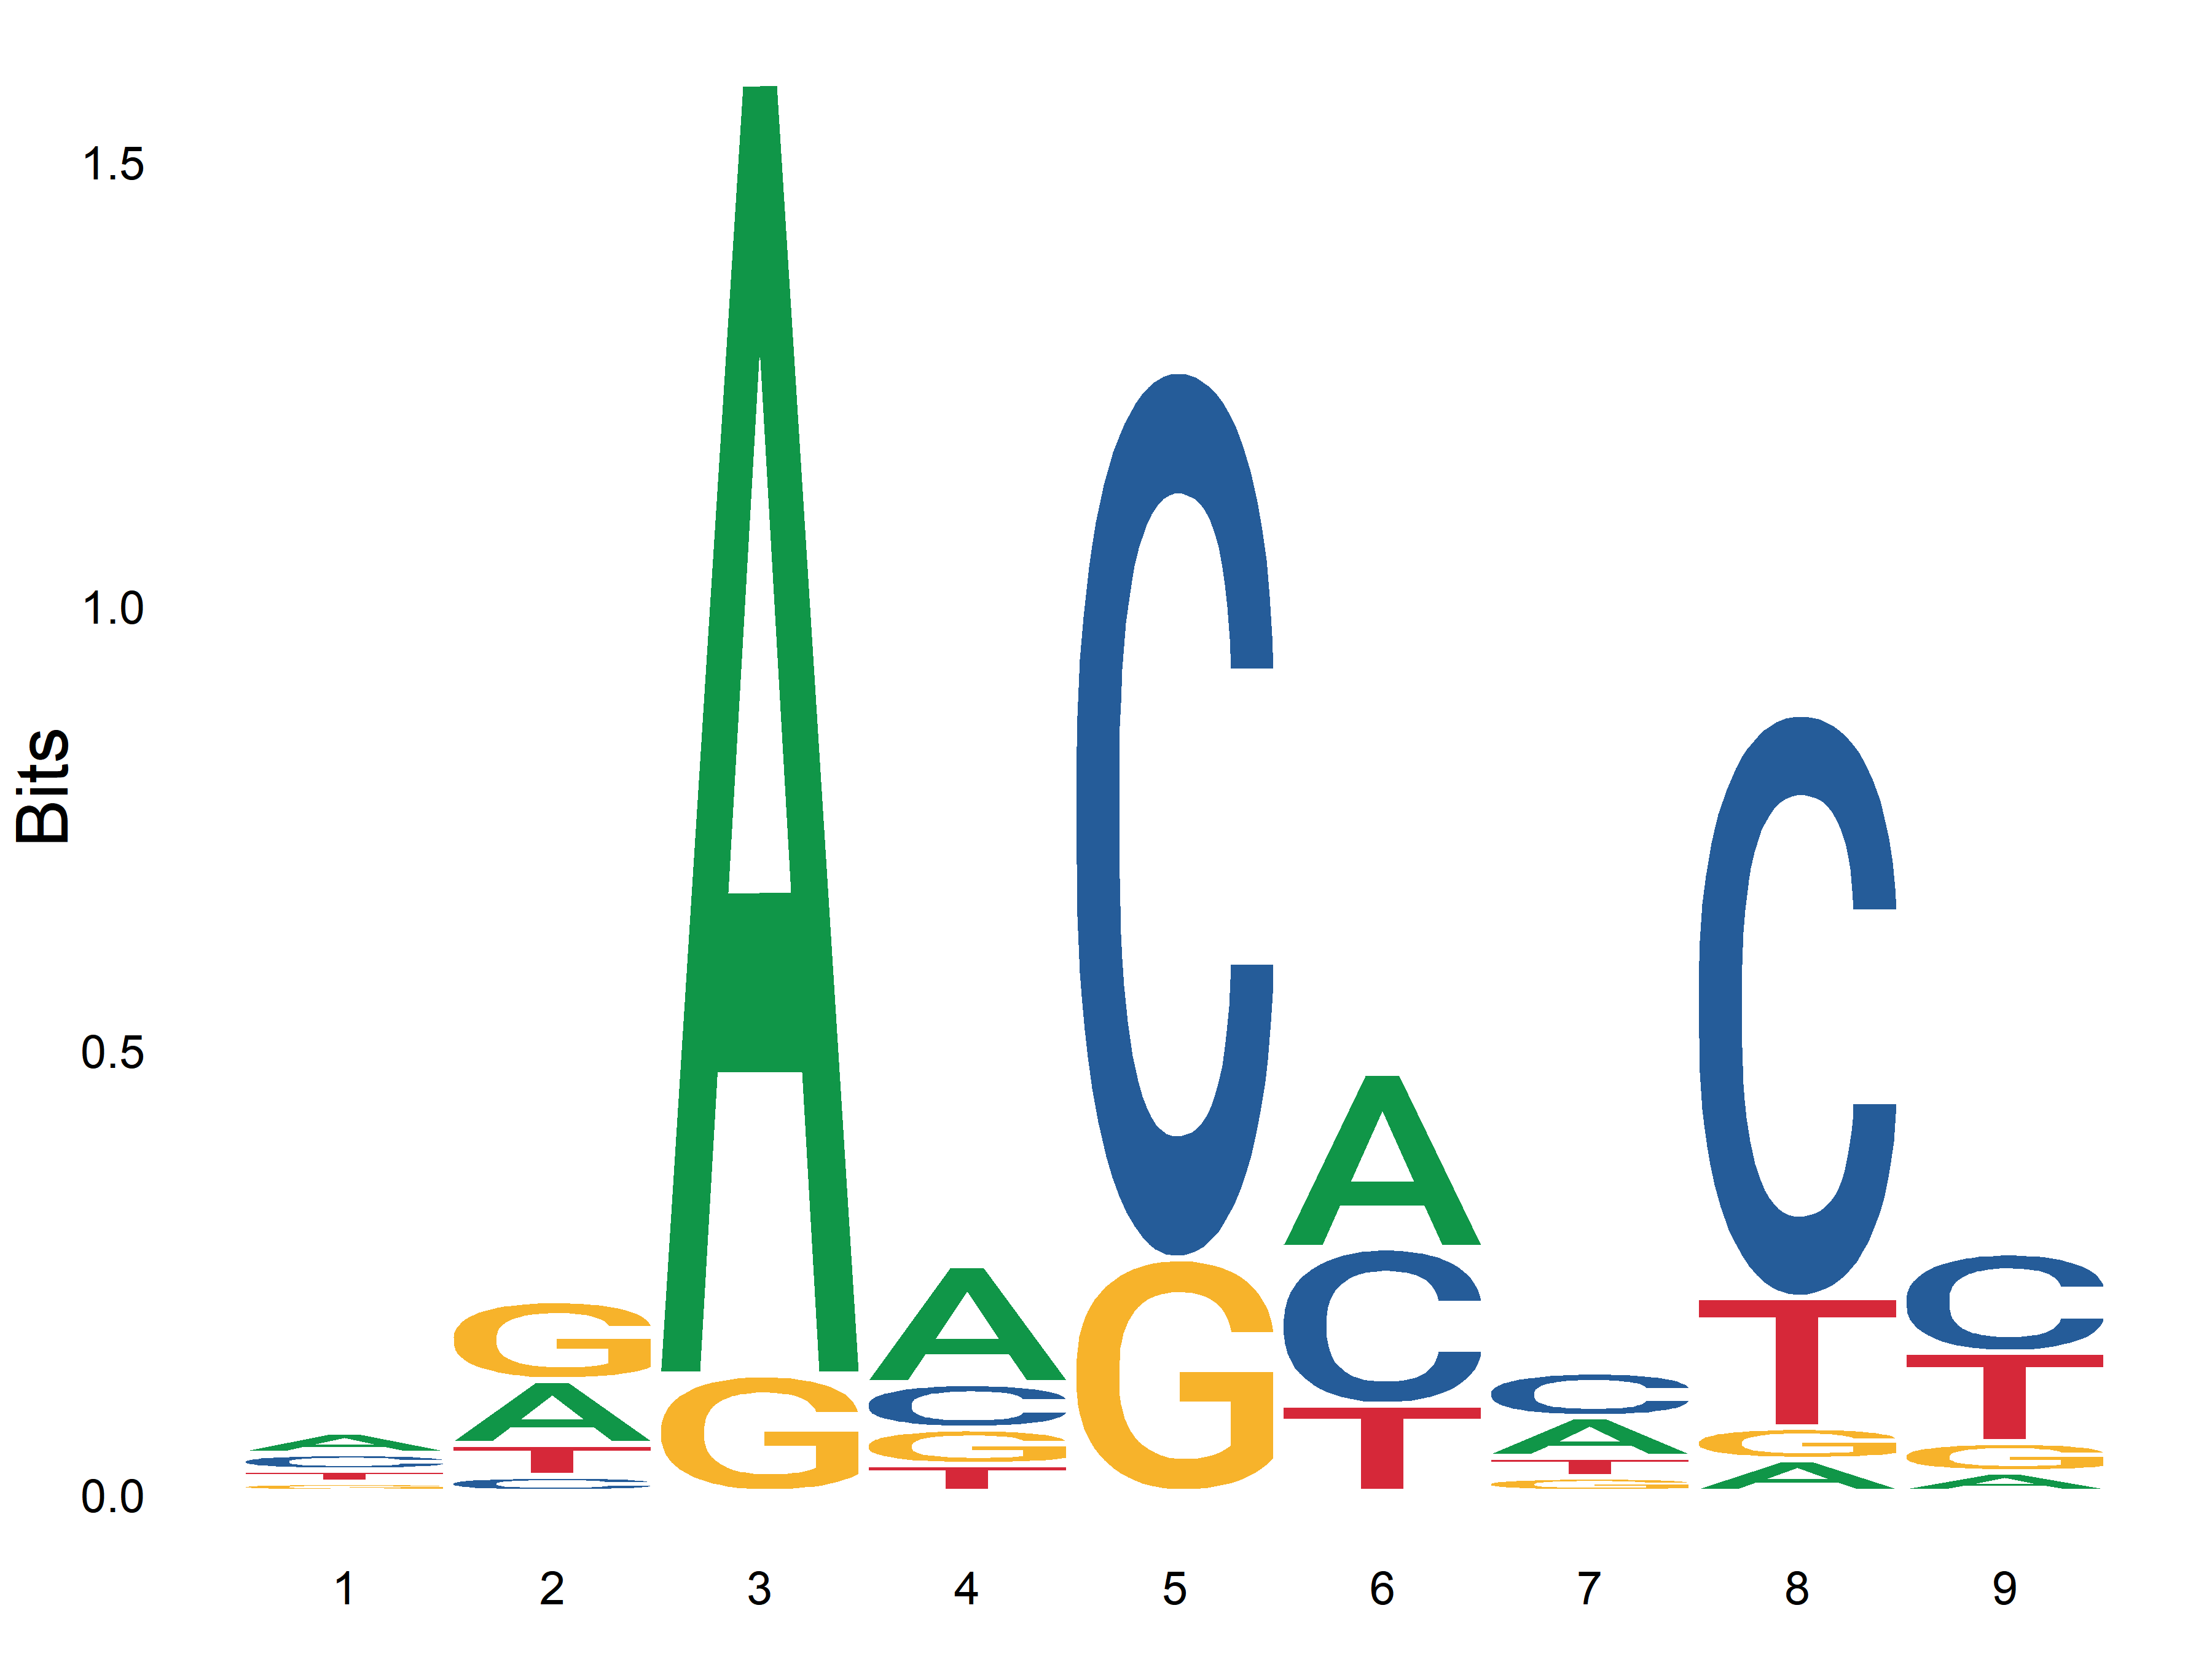 1.5
1.0
0.5
0.0
Bits
A C T G
G A T C
A G
A C G T
C G
A C T
C A T G
C T G A
C T G A
1 2 3 4 5 6 7 8 9